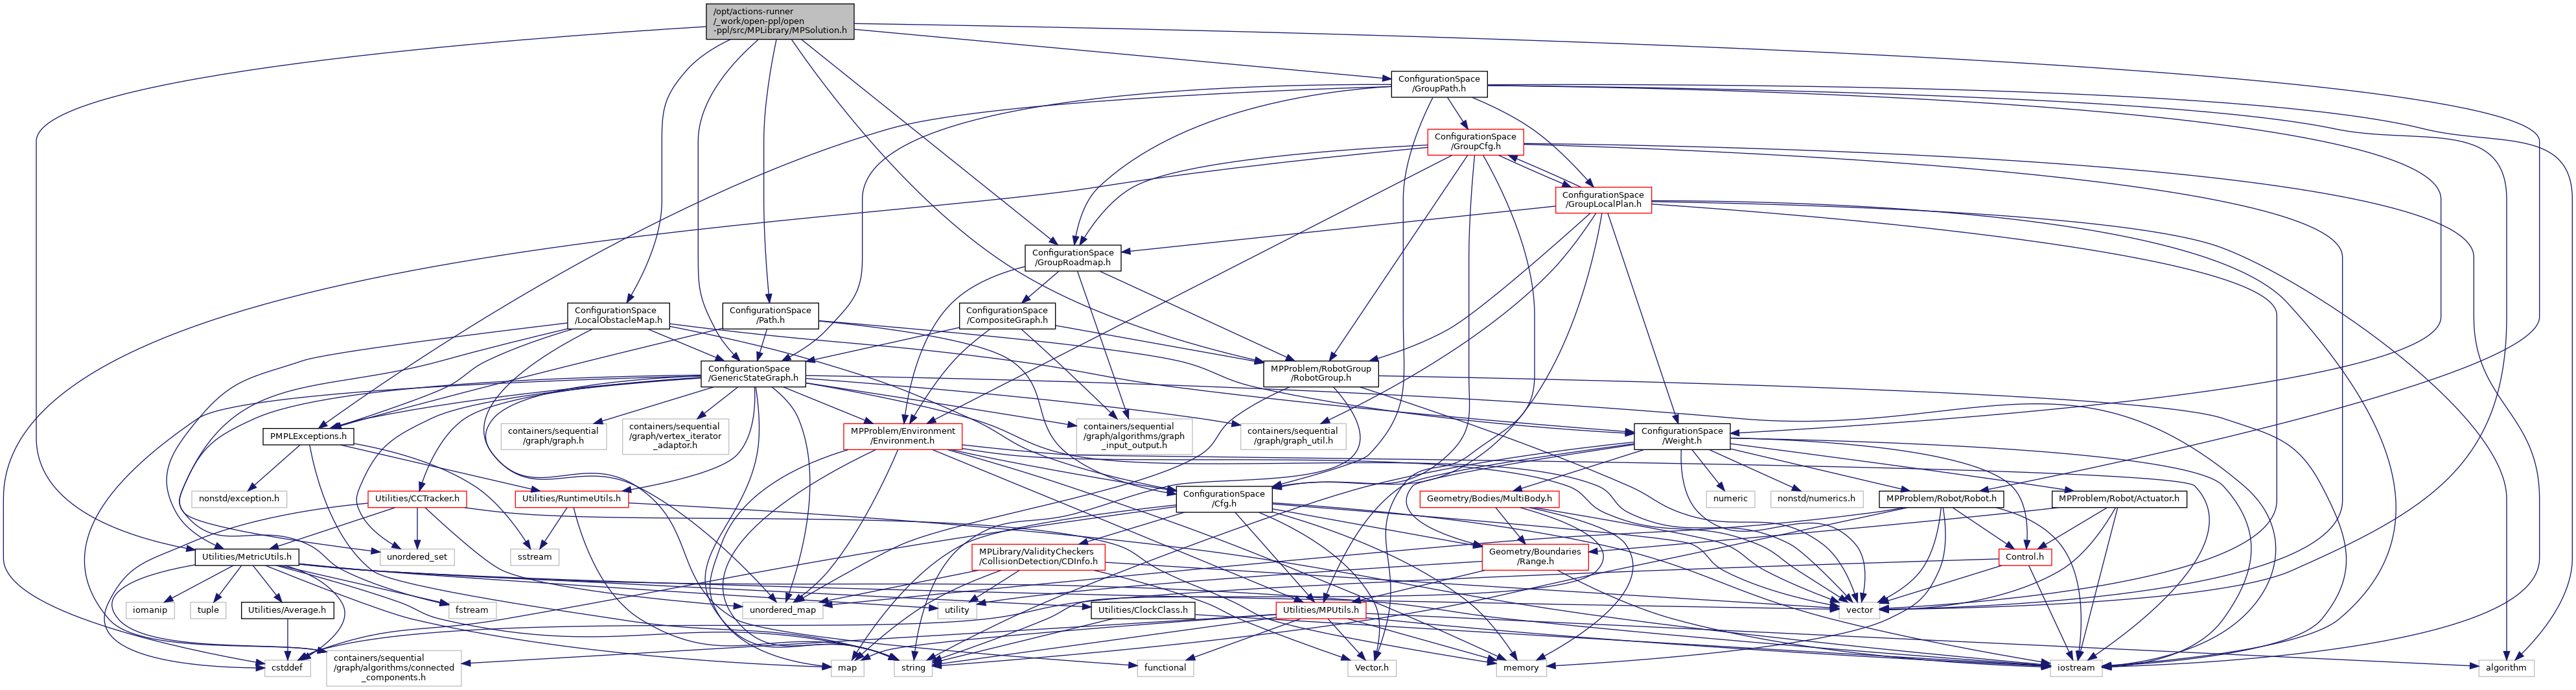 /opt/actions-runner
/_work/open-ppl/open
-ppl/src/MPLibrary/MPSolution.h
ConfigurationSpace
/GroupPath.h
ConfigurationSpace
/GroupCfg.h
ConfigurationSpace
/GroupLocalPlan.h
ConfigurationSpace
/GroupRoadmap.h
ConfigurationSpace
/LocalObstacleMap.h
ConfigurationSpace
/Path.h
ConfigurationSpace
/CompositeGraph.h
ConfigurationSpace
/GenericStateGraph.h
MPProblem/RobotGroup
/RobotGroup.h
PMPLExceptions.h
containers/sequential
/graph/graph.h
containers/sequential
/graph/vertex_iterator
_adaptor.h
MPProblem/Environment
/Environment.h
containers/sequential
/graph/algorithms/graph
_input_output.h
containers/sequential
/graph/graph_util.h
ConfigurationSpace
/Weight.h
nonstd/exception.h
Utilities/CCTracker.h
Utilities/RuntimeUtils.h
ConfigurationSpace
/Cfg.h
Geometry/Bodies/MultiBody.h
numeric
nonstd/numerics.h
MPProblem/Robot/Robot.h
MPProblem/Robot/Actuator.h
Utilities/MetricUtils.h
unordered_set
sstream
MPLibrary/ValidityCheckers
/CollisionDetection/CDInfo.h
Geometry/Boundaries
/Range.h
Control.h
iomanip
tuple
Utilities/Average.h
fstream
unordered_map
utility
Utilities/ClockClass.h
Utilities/MPUtils.h
vector
cstddef
containers/sequential
/graph/algorithms/connected
_components.h
map
string
functional
Vector.h
memory
iostream
algorithm